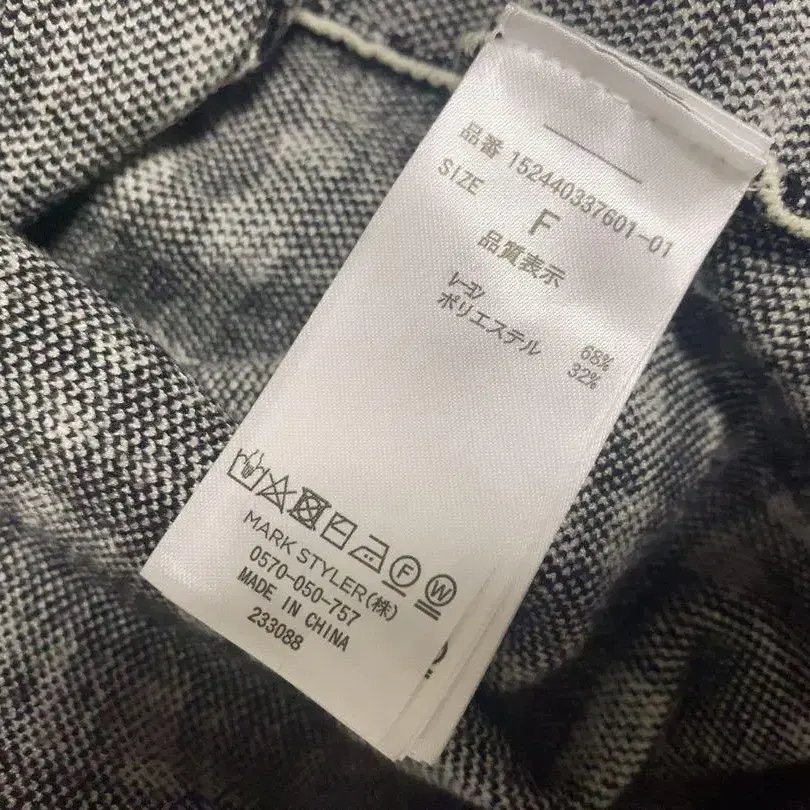 品番 152440337601-01
SIZE F
品質表示
レーヨン 68%
ポリエステル 32%
F W
MARK STYLER(株)
0570-050-757
MADE IN CHINA
233088